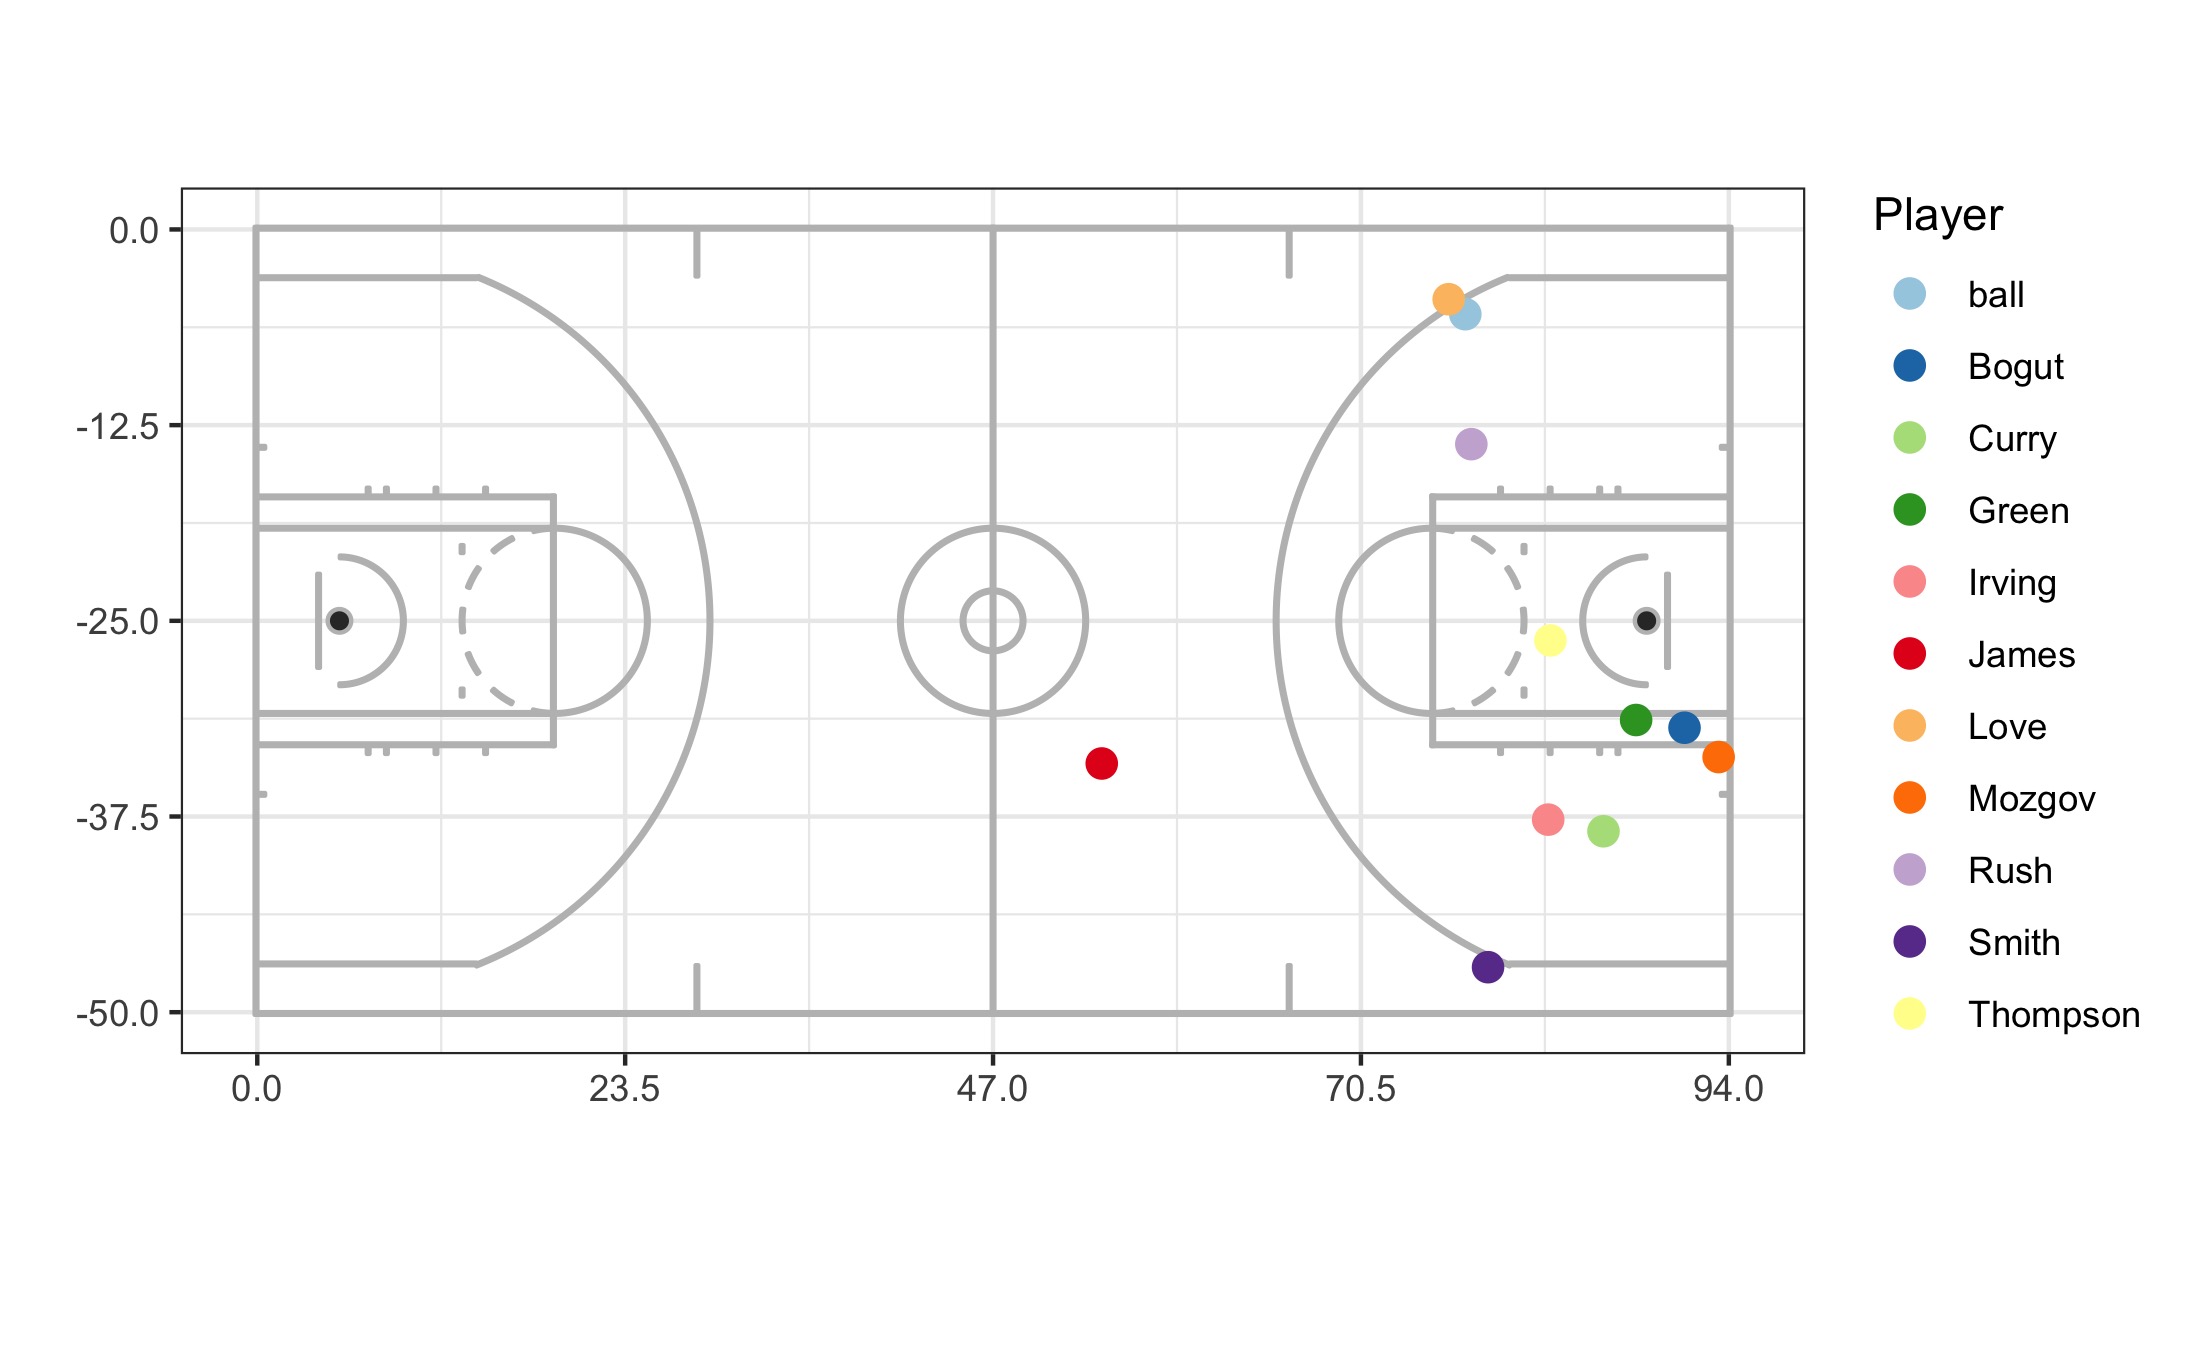 0.0
-12.5
-25.0
-37.5
-50.0
0.0
23.5
47.0
70.5
94.0
Player
ball
Bogut
Curry
Green
Irving
James
Love
Mozgov
Rush
Smith
Thompson